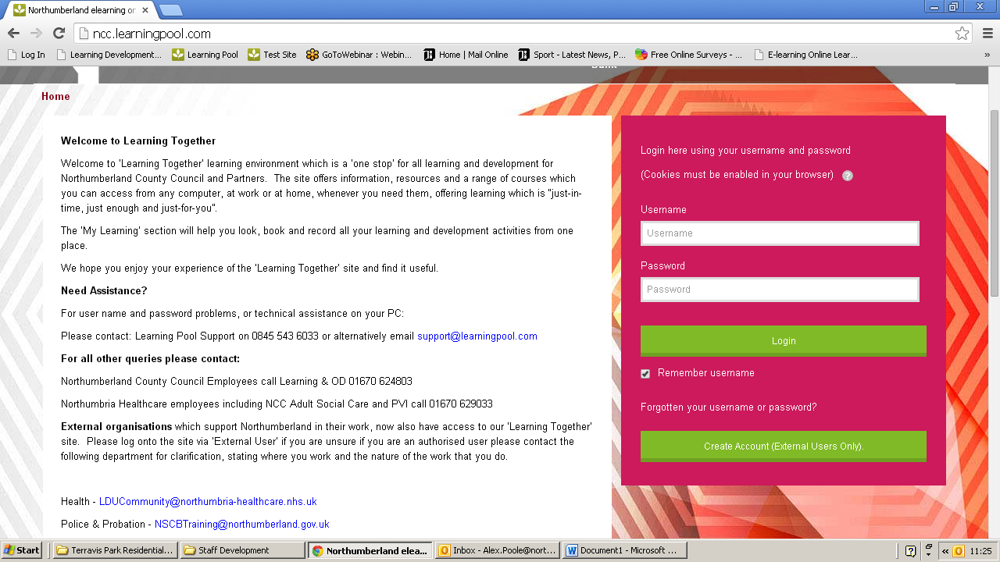 Northumberland elearning or
ncc.learningpool.com
Log In
Learning Development...
Learning Pool
Test Site
GoToWebinar : Webin...
Home | Mail Online
Sport - Latest News, P...
Free Online Surveys - ...
E-learning Online Lear...
»
Home
Welcome to Learning Together
Welcome to 'Learning Together' learning environment which is a 'one stop' for all learning and development for
Northumberland County Council and Partners.  The site offers information, resources and a range of courses which
you can access from any computer, at work or at home, whenever you need them, offering learning which is "just-in-
time, just enough and just-for-you".
The 'My Learning' section will help you look, book and record all your learning and development activities from one
place.
We hope you enjoy your experience of the 'Learning Together' site and find it useful.
Need Assistance?
For user name and password problems, or technical assistance on your PC:
Please contact: Learning Pool Support on 0845 543 6033 or alternatively email support@learningpool.com
For all other queries please contact:
Northumberland County Council Employees call Learning & OD 01670 624803
Northumbria Healthcare employees including NCC Adult Social Care and PVI call 01670 629033
External organisations which support Northumberland in their work, now also have access to our 'Learning Together'
site.  Please log onto the site via 'External User' if you are unsure if you are an authorised user please contact the
following department for information, stating where you work and the nature of the work that you do.
Health - LDUCommunity@northumbria-healthcare.nhs.uk
Police & Probation - NSCBTraining@northumberland.gov.uk
Login here using your username and password
(Cookies must be enabled in your browser) ?
Username
Username
Password
Password
Login
Remember username
Forgotten your username or password?
Create Account (External Users Only).
Start
Terravis Park Residential...
Staff Development
Northumberland elea...
Inbox - Alex.Poole@nort...
Document1 - Microsoft ...
?
«
11:25